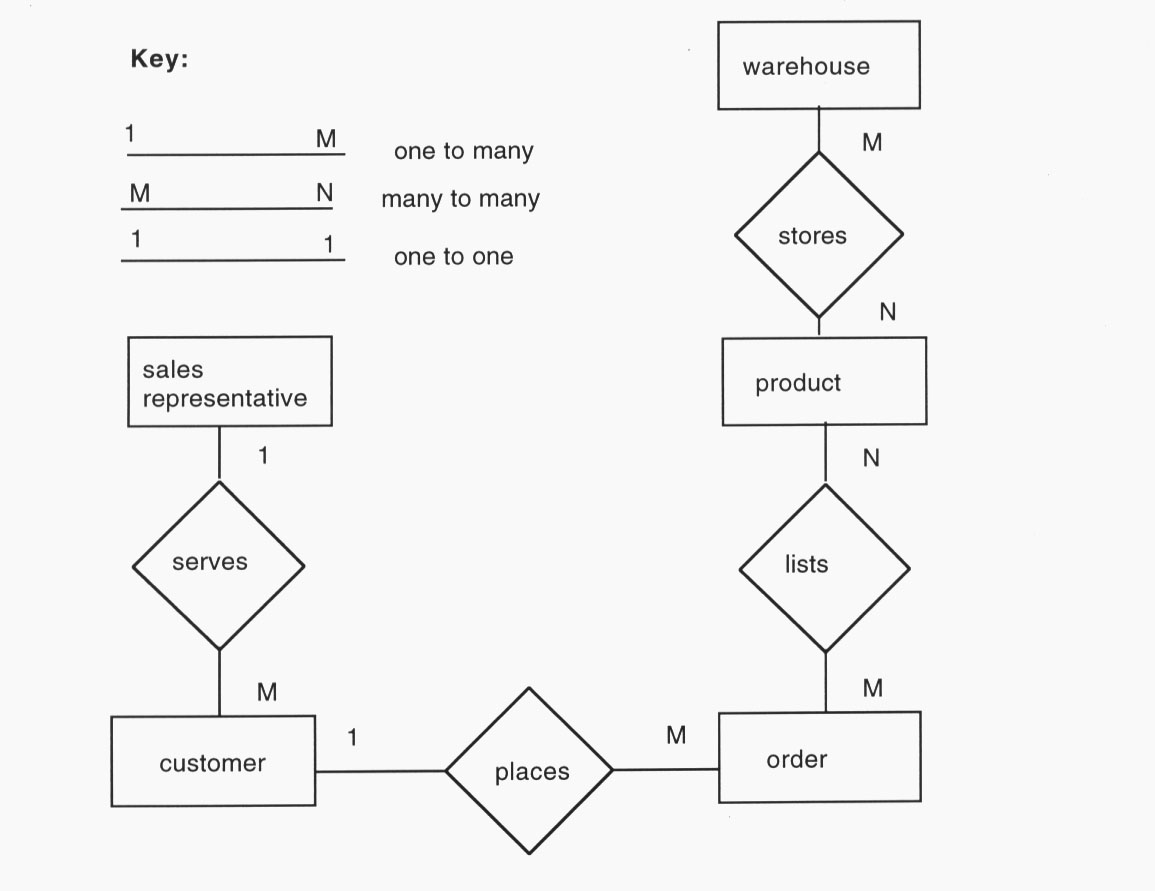 Key:
1 M one to many
M N many to many
1 1 one to one
warehouse
M
stores
N
product
N
lists
M
order
sales
representative
1
serves
M
customer
1
places
M